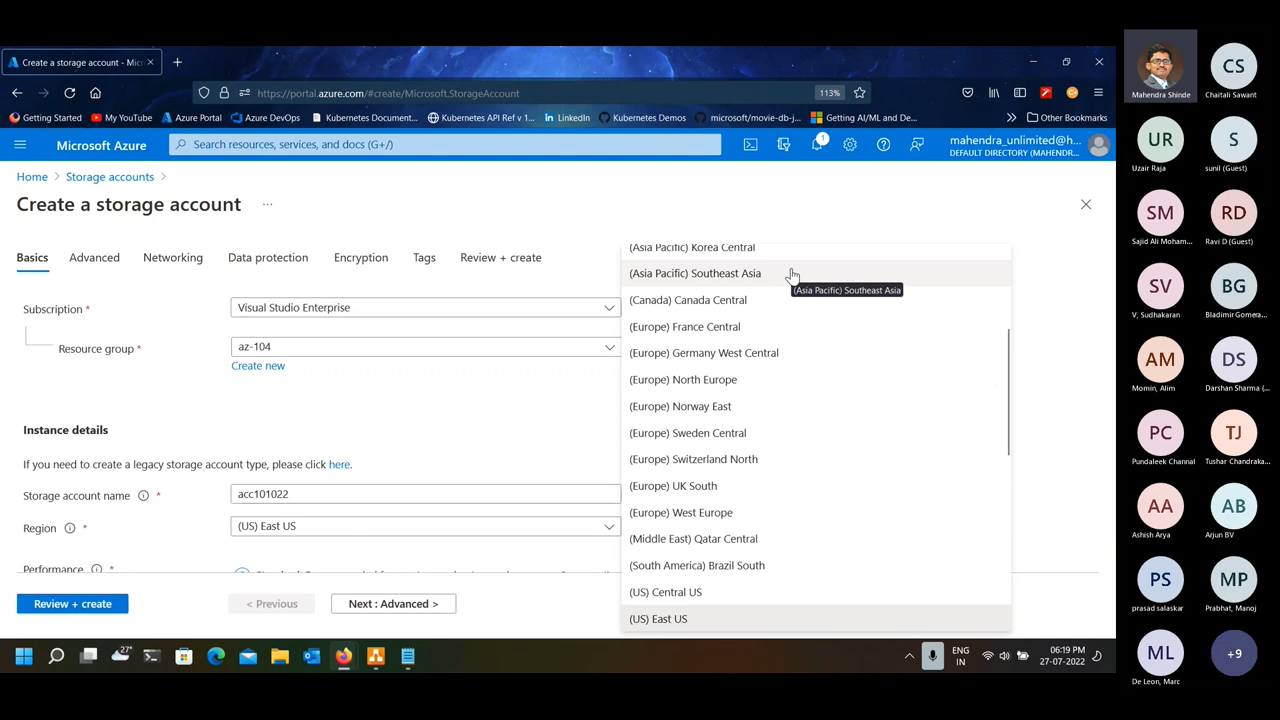 Create a storage account - Mic
https://portal.azure.com/#create/Microsoft.StorageAccount
113%
Getting Started
My YouTube
Azure Portal
Azure DevOps
Kubernetes Document...
Kubernetes API Ref v 1...
LinkedIn
Kubernetes Demos
microsoft/movie-db-j...
Getting AI/ML and De...
Other Bookmarks
Microsoft Azure
Search resources, services, and docs (G+/)
1
mahendra_unlimited@h...
DEFAULT DIRECTORY (MAHENDR...
Home > Storage accounts >
Create a storage account ...
Basics
Advanced
Networking
Data protection
Encryption
Tags
Review + create
Subscription *
Visual Studio Enterprise
Resource group *
az-104
Create new
Instance details
If you need to create a legacy storage account type, please click here.
Storage account name *
acc101022
Region *
(US) East US
Performance *
Review + create
< Previous
Next : Advanced >
(Asia Pacific) Korea Central
(Asia Pacific) Southeast Asia
(Asia Pacific) Southeast Asia
(Canada) Canada Central
(Europe) France Central
(Europe) Germany West Central
(Europe) North Europe
(Europe) Norway East
(Europe) Sweden Central
(Europe) Switzerland North
(Europe) UK South
(Europe) West Europe
(Middle East) Qatar Central
(South America) Brazil South
(US) Central US
(US) East US
27°
ENG
IN
06:19 PM
27-07-2022
Mahendra Shinde
CS
Chaitali Sawant
UR
Uzair Raja
S
sunil (Guest)
SM
Sajid Ali Moham...
RD
Ravi D (Guest)
SV
V, Sudhakaran
BG
Bladimir Gomera...
AM
Momin, Alim
DS
Darshan Sharma (...
PC
Pundaleek Channal
TJ
Tushar Chandraka...
AA
Ashish Arya
AB
Arjun BV
PS
prasad salaskar
MP
Prabhat, Manoj
ML
De Leon, Marc
+9